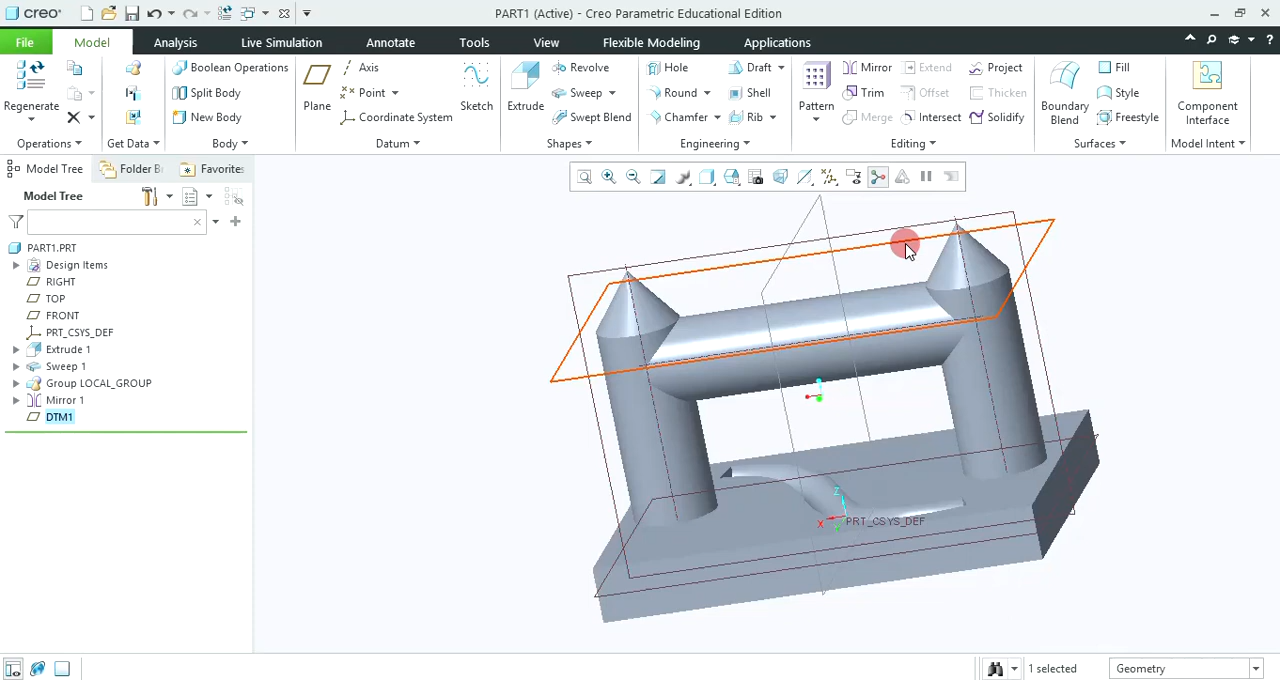 creo° PART1 (Active) - Creo Parametric Educational Edition
File Model Analysis Live Simulation Annotate Tools View Flexible Modeling Applications
Regenerate
Operations
Get Data
Boolean Operations
Split Body
New Body
Body
Plane
Axis
Point
Coordinate System
Sketch
Datum
Extrude
Revolve
Sweep
Swept Blend
Shapes
Hole
Round
Chamfer
Draft
Shell
Rib
Engineering
Pattern
Mirror
Trim
Merge
Extend
Offset
Intersect
Project
Thicken
Solidify
Editing
Boundary
Blend
Fill
Style
Freestyle
Surfaces
Component
Interface
Model Intent
Model Tree Folder B Favorites
Model Tree
PART1.PRT
Design Items
RIGHT
TOP
FRONT
PRT_CSYS_DEF
Extrude 1
Sweep 1
Group LOCAL_GROUP
Mirror 1
DTM1
Z
X
Y
PRT_CSYS_DEF
1 selected Geometry